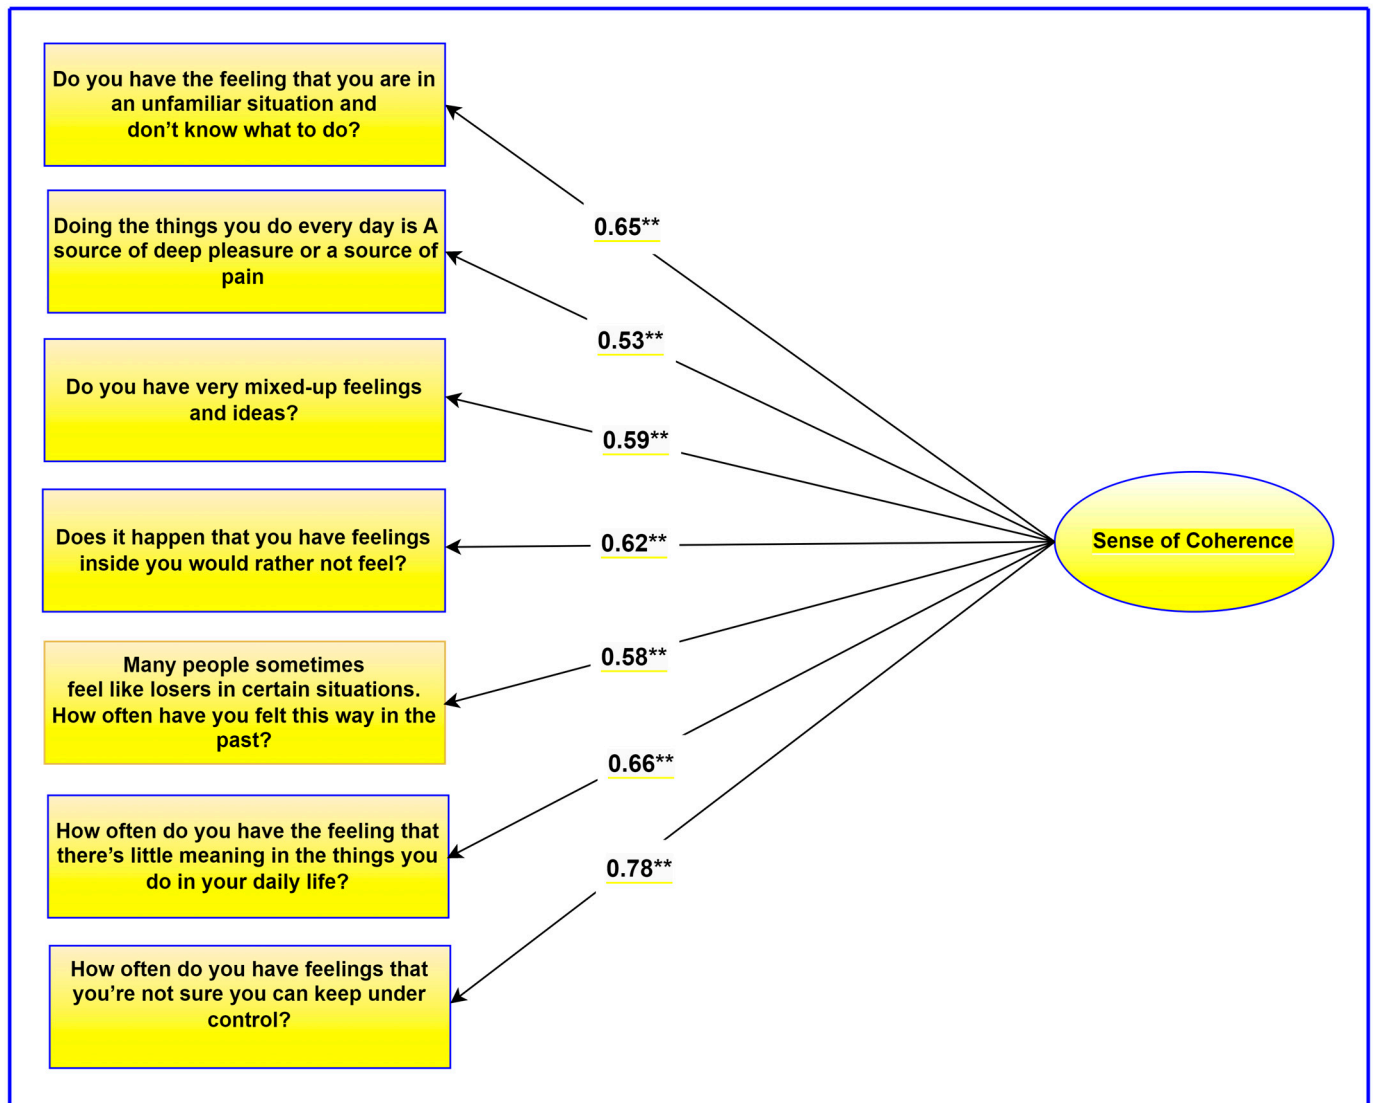 Do you have the feeling that you are in
an unfamiliar situation and
don't know what to do?
0.65**
Doing the things you do every day is A
source of deep pleasure or a source of
pain
0.53**
Do you have very mixed-up feelings
and ideas?
0.59**
Does it happen that you have feelings
inside you would rather not feel?
0.62**
Sense of Coherence
Many people sometimes
feel like losers in certain situations.
How often have you felt this way in the
past?
0.58**
0.66**
How often do you have the feeling that
there's little meaning in the things you
do in your daily life?
0.78**
How often do you have feelings that
you're not sure you can keep under
control?